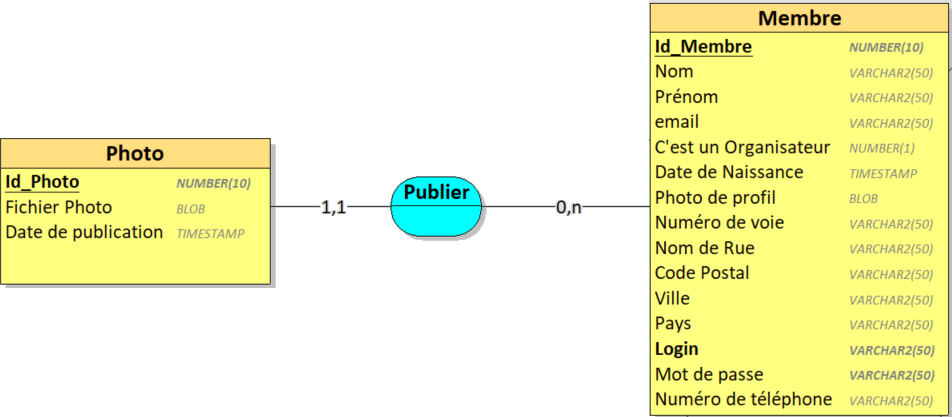 Photo
Id_Photo NUMBER(10)
Fichier Photo BLOB
Date de publication TIMESTAMP
1,1
Publier
0,n
Membre
Id_Membre NUMBER(10)
Nom VARCHAR2(50)
Prénom VARCHAR2(50)
email VARCHAR2(50)
C'est un Organisateur NUMBER(1)
Date de Naissance TIMESTAMP
Photo de profil BLOB
Numéro de voie VARCHAR2(50)
Nom de Rue VARCHAR2(50)
Code Postal VARCHAR2(50)
Ville VARCHAR2(50)
Pays VARCHAR2(50)
Login VARCHAR2(50)
Mot de passe VARCHAR2(50)
Numéro de téléphone VARCHAR2(50)